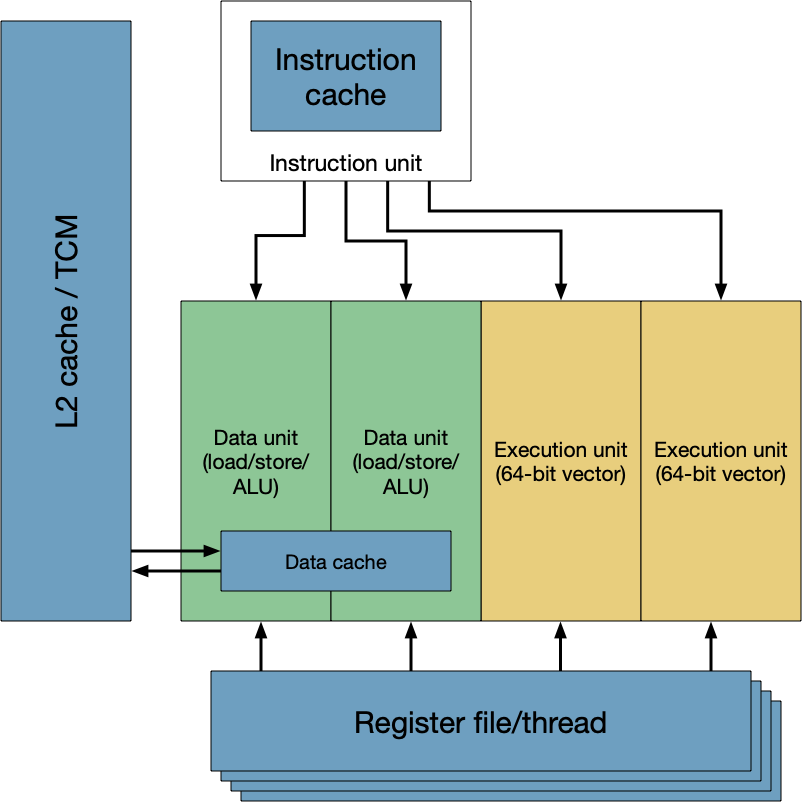 Instruction
cache
Instruction unit
L2 cache / TCM
Data unit
(load/store/
ALU)
Data unit
(load/store/
ALU)
Execution unit
(64-bit vector)
Execution unit
(64-bit vector)
Data cache
Register file/thread